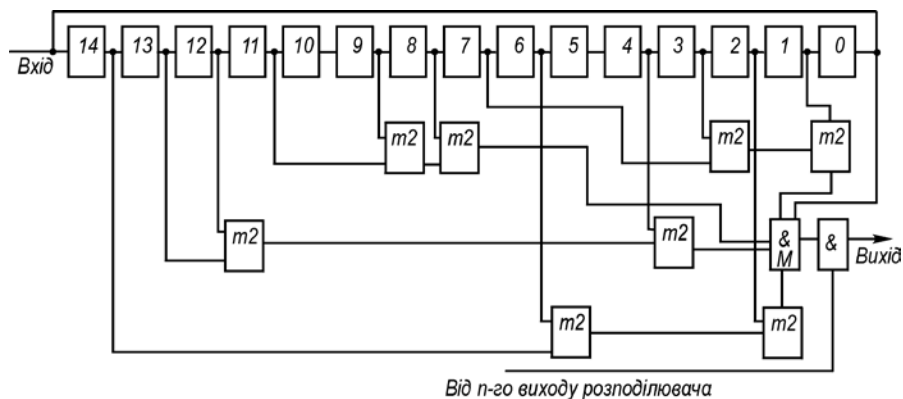 14 13 12 11 10 9 8 7 6 5 4 3 2 1 0
Вхід
m2 m2 m2 m2
m2 m2 & M &
Вихід
m2 m2
Від n-го виходу розподілювача